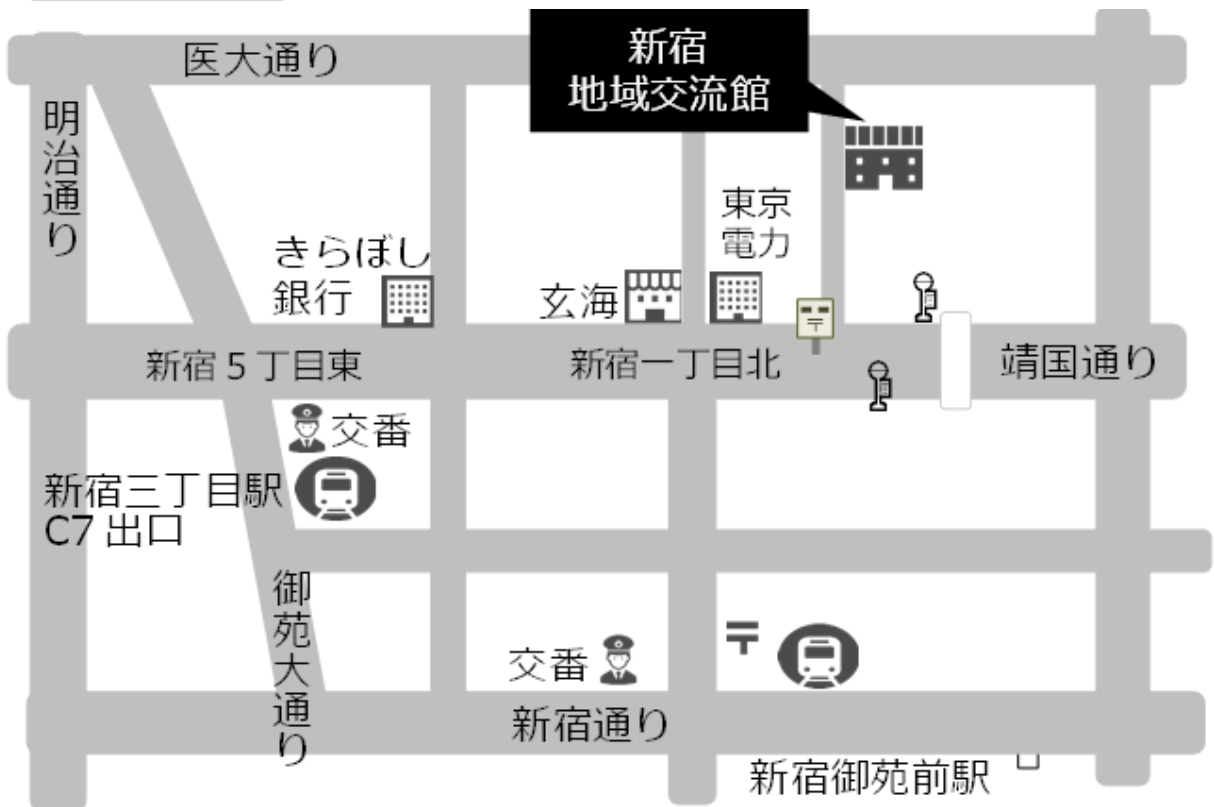 医大通り
新宿
地域交流館
明治通り
東京
電力
きらぼし
銀行
玄海
新宿5丁目東
新宿一丁目北
靖国通り
交番
新宿三丁目駅
C7出口
御苑大通り
交番
新宿通り
新宿御苑前駅